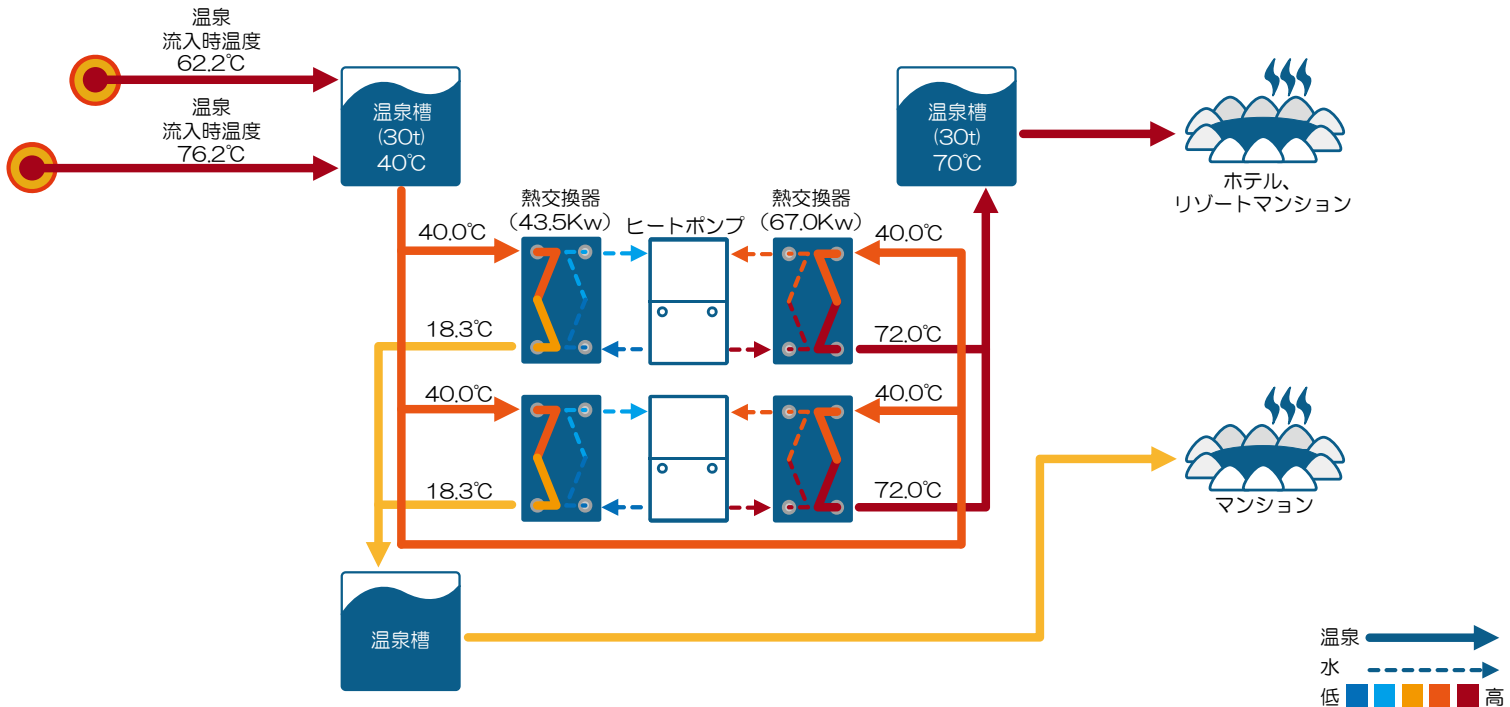 温泉
流入時温度
62.2℃
温泉
流入時温度
76.2℃
温泉槽
(30t)
40℃
温泉槽
(30t)
70℃
ホテル、
リゾートマンション
熱交換器
（43.5Kw）
ヒートポンプ
熱交換器
（67.0Kw）
40.0℃
40.0℃
18.3℃
72.0℃
40.0℃
40.0℃
18.3℃
72.0℃
マンション
温泉槽
温泉
水
低
高